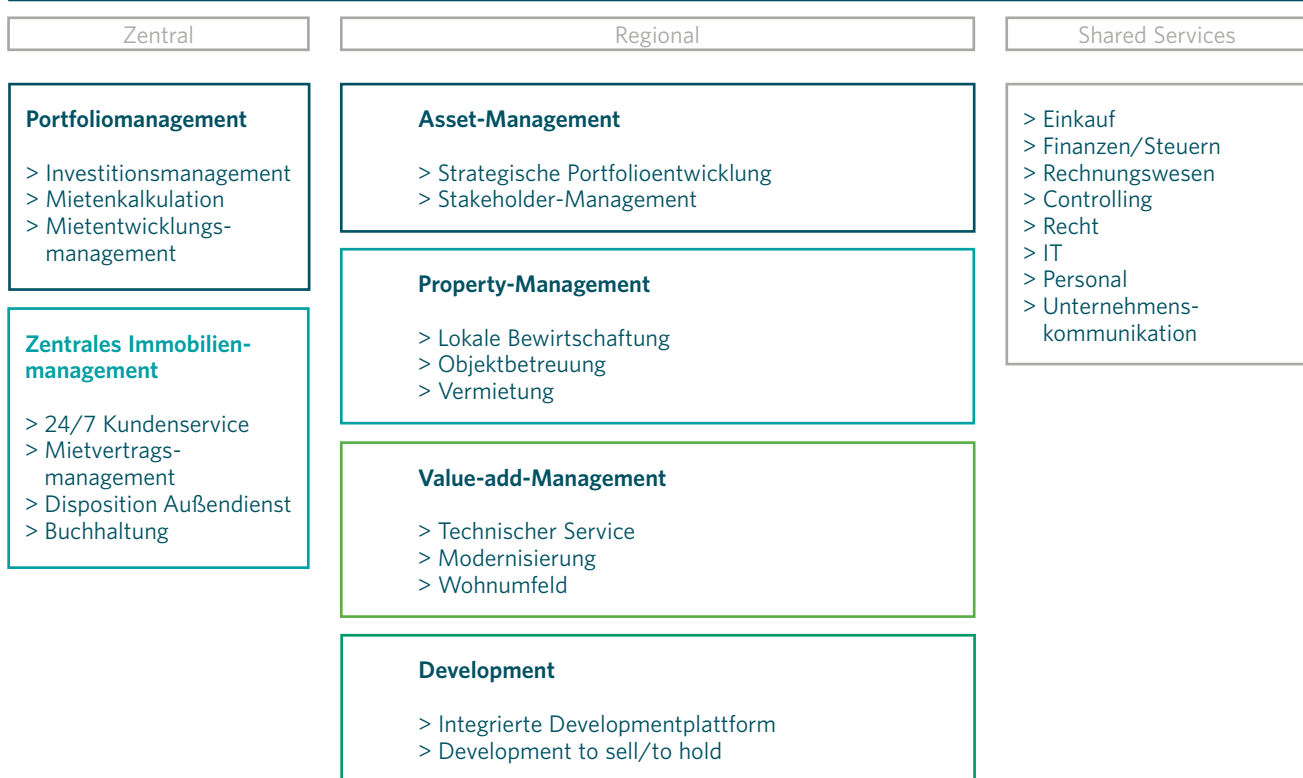 Zentral
Regional
Shared Services
Portfoliomanagement
> Investitionsmanagement
> Mietenkalkulation
> Mietentwicklungs-
management
Zentrales Immobilien-
management
> 24/7 Kundenservice
> Mietvertrags-
management
> Disposition Außendienst
> Buchhaltung
Asset-Management
> Strategische Portfolioentwicklung
> Stakeholder-Management
Property-Management
> Lokale Bewirtschaftung
> Objektbetreuung
> Vermietung
Value-add-Management
> Technischer Service
> Modernisierung
> Wohnumfeld
Development
> Integrierte Developmentplattform
> Development to sell/to hold
> Einkauf
> Finanzen/Steuern
> Rechnungswesen
> Controlling
> Recht
> IT
> Personal
> Unternehmens-
kommunikation